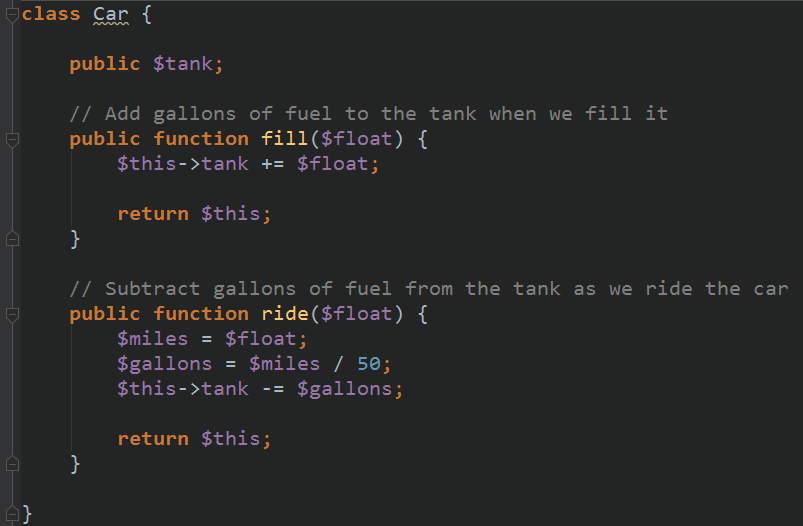 class Car {
public $tank;
// Add gallons of fuel to the tank when we fill it
public function fill($float) {
$this->tank += $float;
return $this;
}
// Subtract gallons of fuel from the tank as we ride the car
public function ride($float) {
$miles = $float;
$gallons = $miles / 50;
$this->tank -= $gallons;
return $this;
}
}